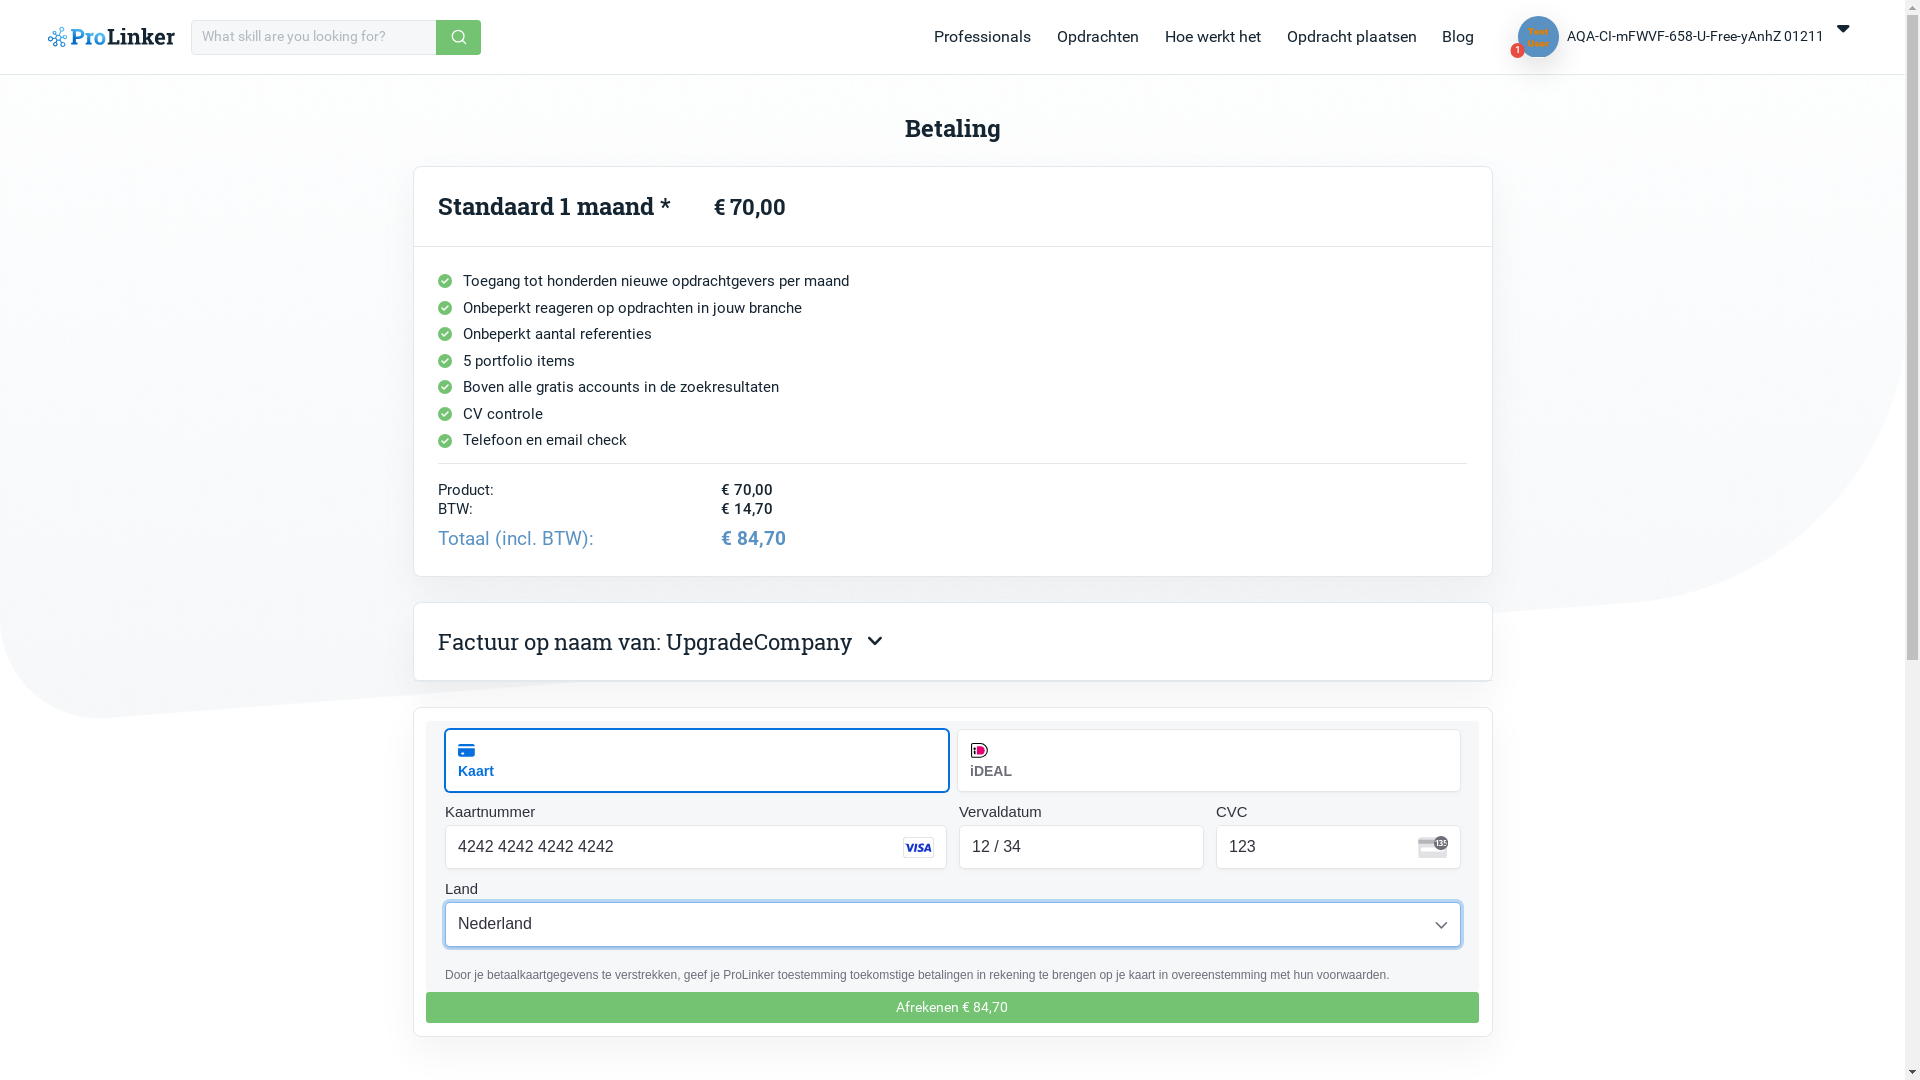 ProLinker
What skill are you looking for?
Professionals
Opdrachten
Hoe werkt het
Opdracht plaatsen
Blog
Test User
1
AQA-CI-mFWVF-658-U-Free-yAnhZ 01211
Betaling
Standaard 1 maand * € 70,00
Toegang tot honderden nieuwe opdrachtgevers per maand
Onbeperkt reageren op opdrachten in jouw branche
Onbeperkt aantal referenties
5 portfolio items
Boven alle gratis accounts in de zoekresultaten
CV controle
Telefoon en email check
Product: € 70,00
BTW: € 14,70
Totaal (incl. BTW): € 84,70
Factuur op naam van: UpgradeCompany
Kaart
iDEAL
Kaartnummer
Vervaldatum
CVC
4242 4242 4242 4242
VISA
12 / 34
123
135
Land
Nederland
Door je betaalkaartgegevens te verstrekken, geef je ProLinker toestemming toekomstige betalingen in rekening te brengen op je kaart in overeenstemming met hun voorwaarden.
Afrekenen € 84,70